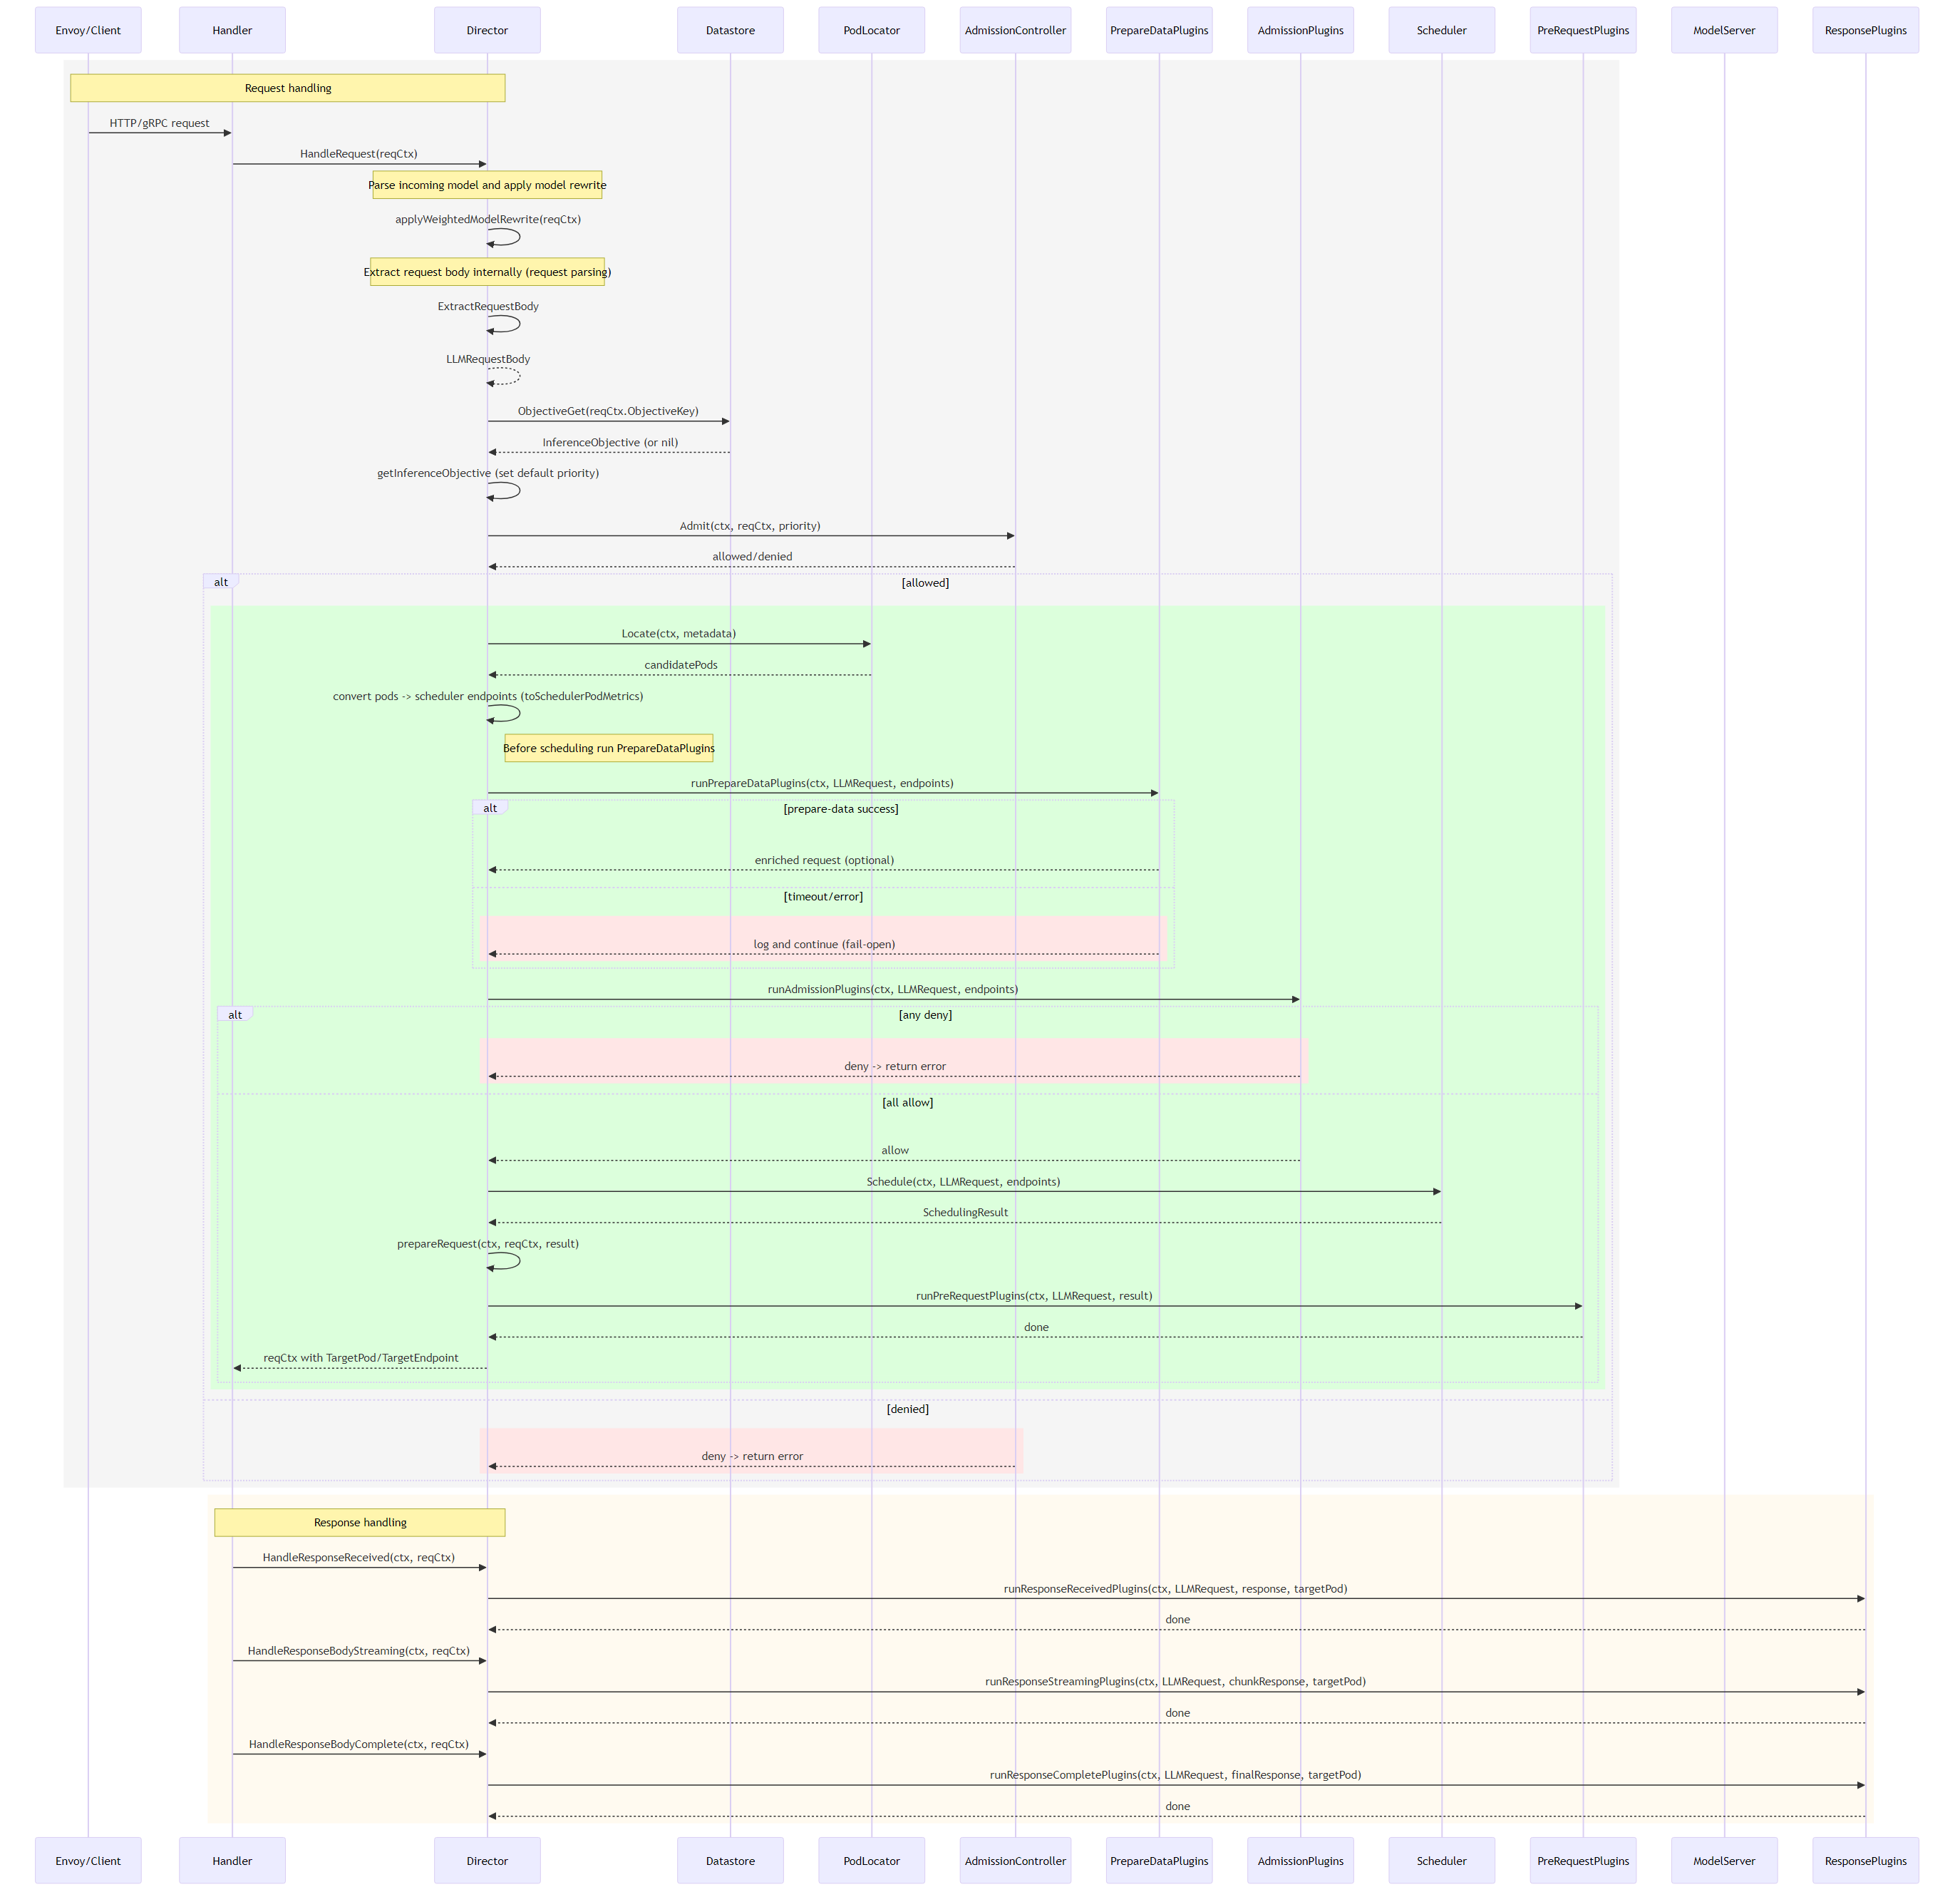 Envoy/Client
Handler
Director
Datastore
PodLocator
AdmissionController
PrepareDataPlugins
AdmissionPlugins
Scheduler
PreRequestPlugins
ModelServer
ResponsePlugins
Request handling
HTTP/gRPC request
HandleRequest(reqCtx)
Parse incoming model and apply model rewrite
applyWeightedModelRewrite(reqCtx)
Extract request body internally (request parsing)
ExtractRequestBody
LLMRequestBody
ObjectiveGet(reqCtx.ObjectiveKey)
InferenceObjective (or nil)
getInferenceObjective (set default priority)
Admit(ctx, reqCtx, priority)
allowed/denied
alt
[allowed]
Locate(ctx, metadata)
candidatePods
convert pods -> scheduler endpoints (toSchedulerPodMetrics)
Before scheduling run PrepareDataPlugins
runPrepareDataPlugins(ctx, LLMRequest, endpoints)
alt
[prepare-data success]
enriched request (optional)
[timeout/error]
log and continue (fail-open)
runAdmissionPlugins(ctx, LLMRequest, endpoints)
alt
[any deny]
deny -> return error
[all allow]
allow
Schedule(ctx, LLMRequest, endpoints)
SchedulingResult
prepareRequest(ctx, reqCtx, result)
runPreRequestPlugins(ctx, LLMRequest, result)
done
reqCtx with TargetPod/TargetEndpoint
[denied]
deny -> return error
Response handling
HandleResponseReceived(ctx, reqCtx)
runResponseReceivedPlugins(ctx, LLMRequest, response, targetPod)
done
HandleResponseBodyStreaming(ctx, reqCtx)
runResponseStreamingPlugins(ctx, LLMRequest, chunkResponse, targetPod)
done
HandleResponseBodyComplete(ctx, reqCtx)
runResponseCompletePlugins(ctx, LLMRequest, finalResponse, targetPod)
done
Envoy/Client
Handler
Director
Datastore
PodLocator
AdmissionController
PrepareDataPlugins
AdmissionPlugins
Scheduler
PreRequestPlugins
ModelServer
ResponsePlugins